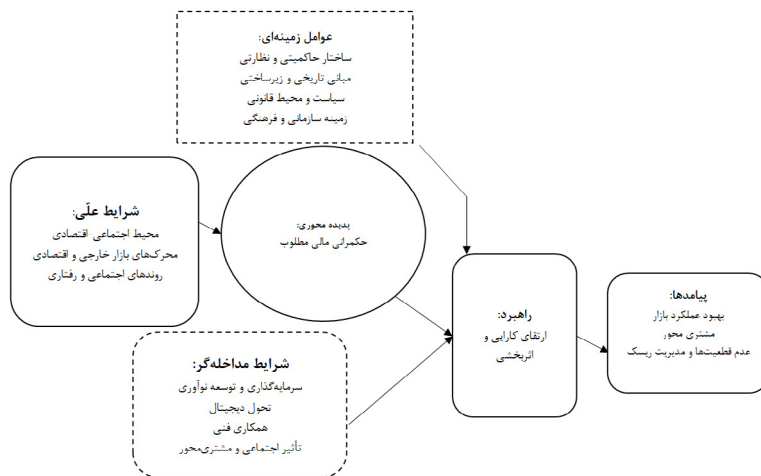 عوامل زمینه‌ای:
ساختار حاکمیتی و نظارتی
مبانی تاریخی و زیرساختی
سیاست و محیط قانونی
زمینه سازمانی و فرهنگی
شرایط علّی:
محیط اجتماعی-اقتصادی
محرک‌های بازار خارجی و اقتصادی
روندهای اجتماعی و رفتاری
پدیده محوری:
حکمرانی مالی مطلوب
شرایط مداخله‌گر:
سرمایه‌گذاری و توسعه نوآوری
تحول دیجیتال
همکاری فنی
تأثیر اجتماعی و مشتری‌محور
راهبرد:
ارتقای کارایی و
اثربخشی
پیامدها:
بهبود عملکرد بازار
مشتری محور
عدم قطعیت‌ها و مدیریت ریسک